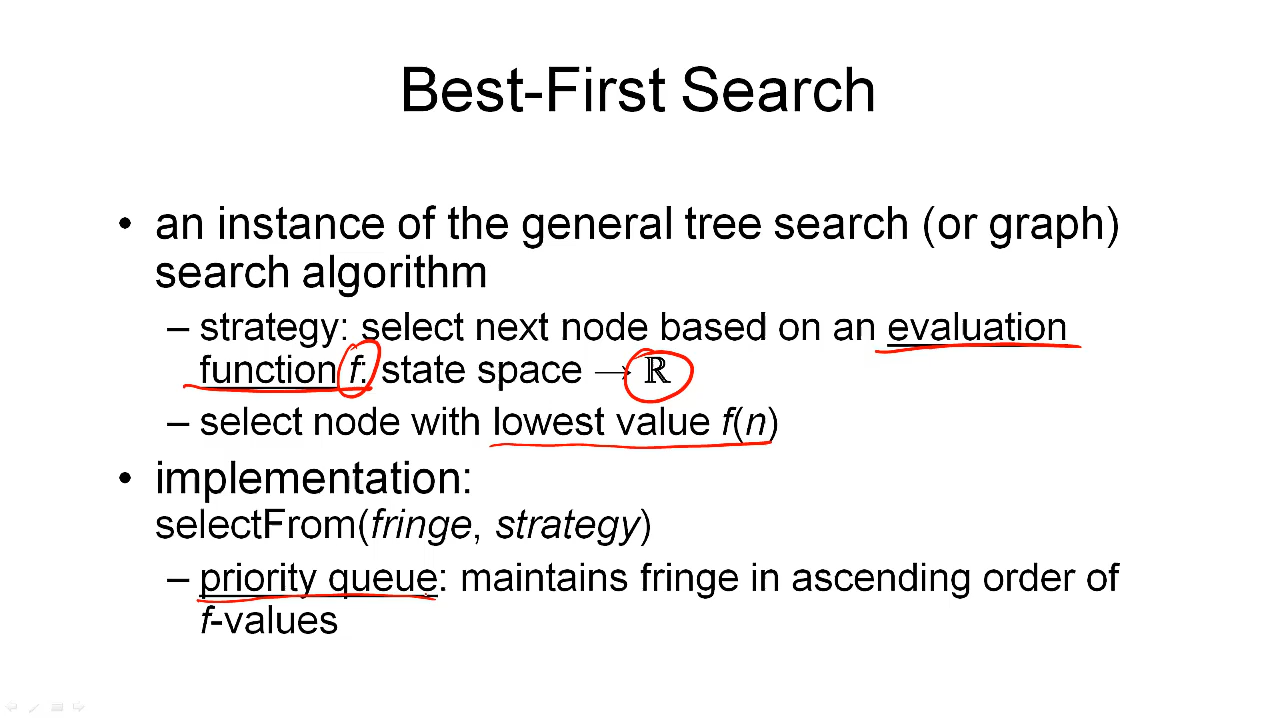 Best-First Search
• an instance of the general tree search (or graph)
search algorithm
– strategy: select next node based on an evaluation
function f: state space → ℝ
– select node with lowest value f(n)
• implementation:
selectFrom(fringe, strategy)
– priority queue: maintains fringe in ascending order of
f-values